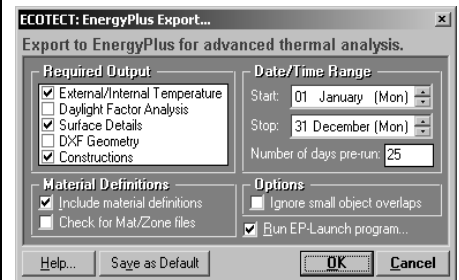 ECOTECT: EnergyPlus Export...
Export to EnergyPlus for advanced thermal analysis.
Required Output
External/Internal Temperature
Daylight Factor Analysis
Surface Details
DXF Geometry
Constructions
Date/Time Range
Start: 01 January (Mon)
Stop: 31 December (Mon)
Number of days pre-run: 25
Material Definitions
Include material definitions
Check for Mat/Zone files
Options
Ignore small object overlaps
Run EP-Launch program...
Help... Save as Default OK Cancel